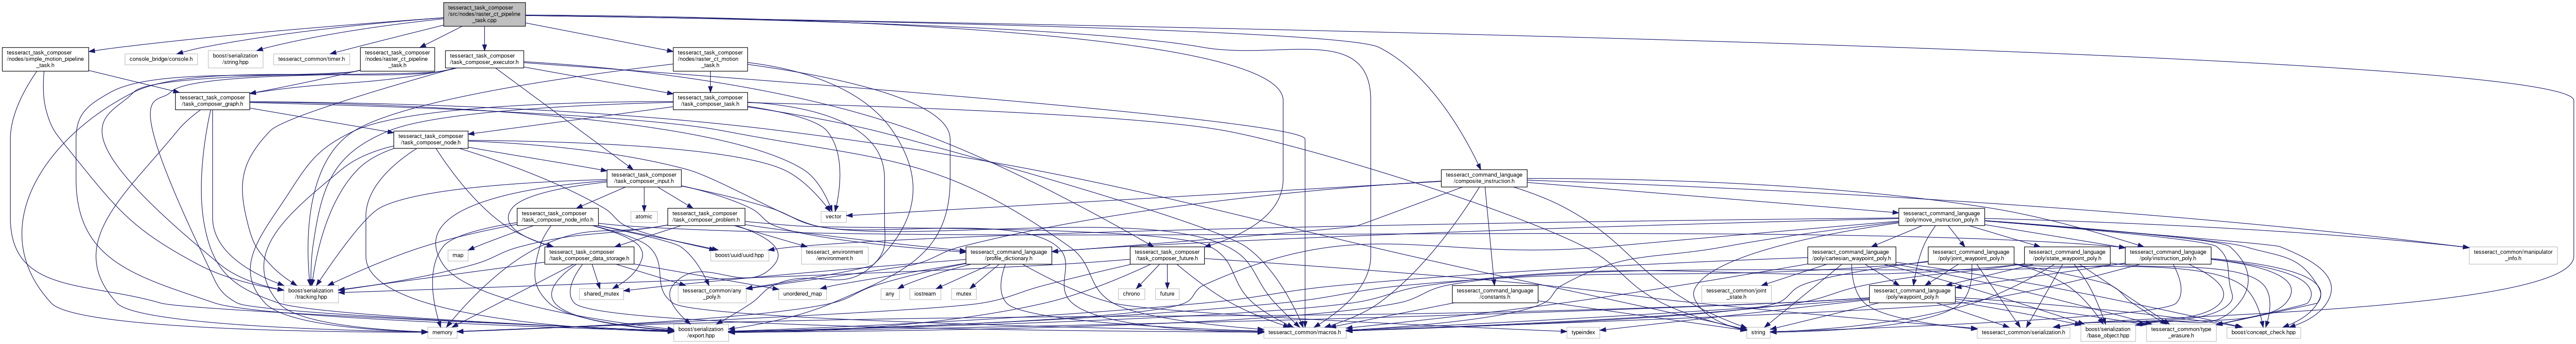 tesseract_task_composer
/src/nodes/raster_ct_pipeline
_task.cpp
tesseract_task_composer
/nodes/simple_motion_pipeline
_task.h
console_bridge/console.h
boost/serialization
/string.hpp
tesseract_common/timer.h
tesseract_task_composer
/nodes/raster_ct_pipeline
_task.h
tesseract_task_composer
/task_composer_executor.h
tesseract_task_composer
/nodes/raster_ct_motion
_task.h
tesseract_task_composer
/task_composer_graph.h
tesseract_task_composer
/task_composer_task.h
tesseract_task_composer
/task_composer_node.h
tesseract_task_composer
/task_composer_input.h
tesseract_command_language
/composite_instruction.h
tesseract_task_composer
/task_composer_node_info.h
atomic
tesseract_task_composer
/task_composer_problem.h
vector
tesseract_command_language
/poly/move_instruction_poly.h
map
tesseract_task_composer
/task_composer_data_storage.h
boost/uuid/uuid.hpp
tesseract_environment
/environment.h
tesseract_command_language
/profile_dictionary.h
tesseract_task_composer
/task_composer_future.h
tesseract_command_language
/poly/cartesian_waypoint_poly.h
tesseract_command_language
/poly/joint_waypoint_poly.h
tesseract_command_language
/poly/state_waypoint_poly.h
tesseract_command_language
/poly/instruction_poly.h
tesseract_common/manipulator
_info.h
boost/serialization
/tracking.hpp
shared_mutex
tesseract_common/any
_poly.h
unordered_map
any
iostream
mutex
chrono
future
tesseract_command_language
/constants.h
tesseract_common/joint
_state.h
tesseract_command_language
/poly/waypoint_poly.h
memory
boost/serialization
/export.hpp
tesseract_common/macros.h
typeindex
string
tesseract_common/serialization.h
boost/serialization
/base_object.hpp
tesseract_common/type
_erasure.h
boost/concept_check.hpp